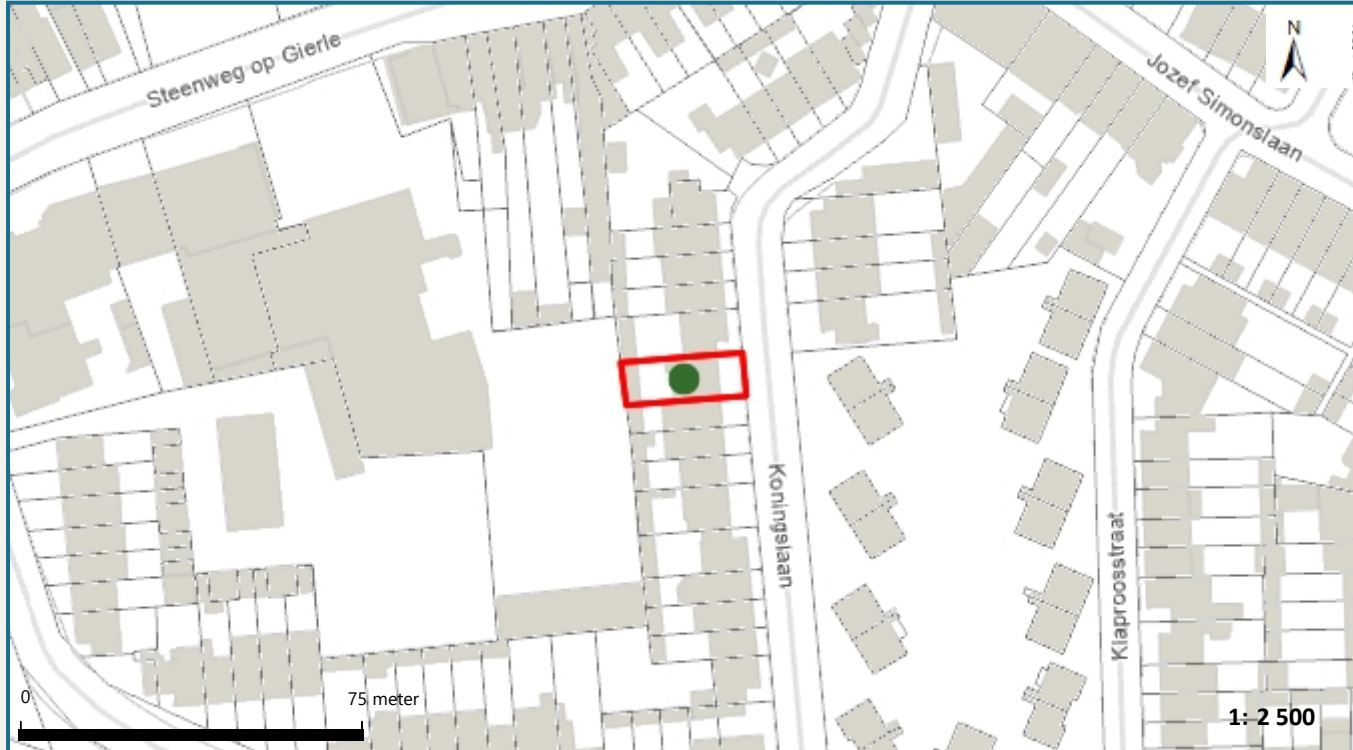 Steenweg op Gierle
Jozef Simonslaan
N
Koningslaan
Klaproosstraat
0
75 meter
1: 2 500